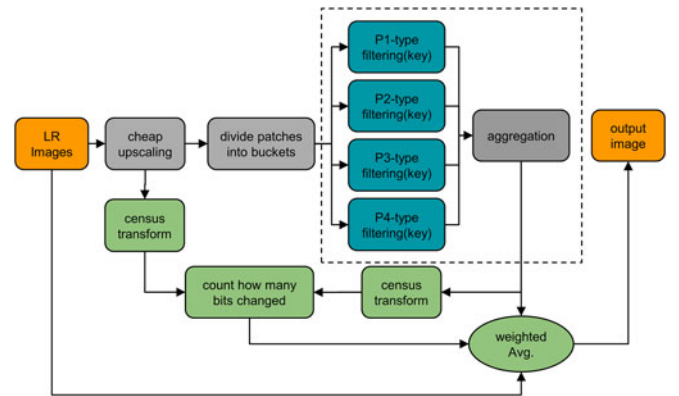 P1-type
filtering(key)
P2-type
filtering(key)
LR
Images
cheap
upscaling
divide patches
into buckets
aggregation
output
image
P3-type
filtering(key)
P4-type
filtering(key)
census
transform
count how many
bits changed
census
transform
weighted
Avg.